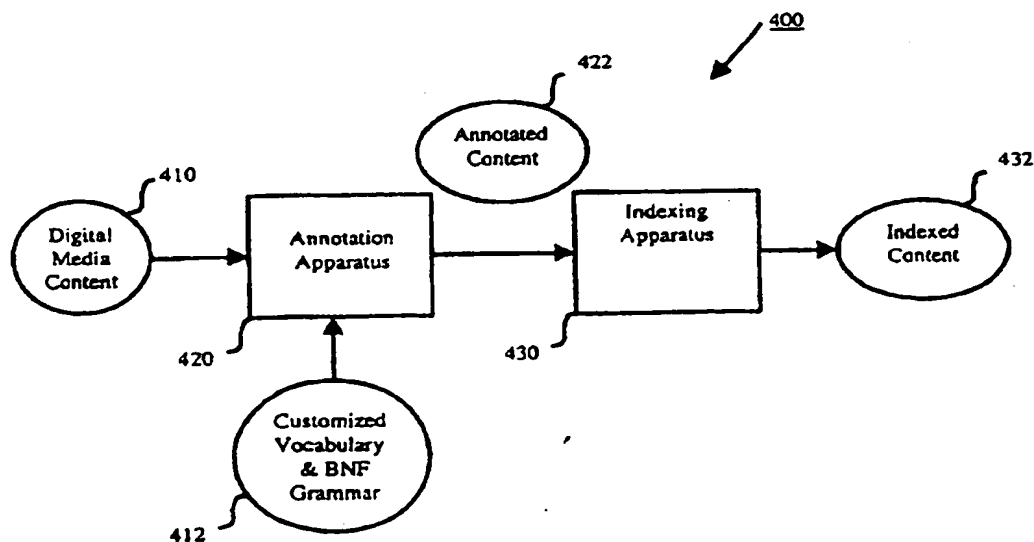 400
422
Annotated
Content
432
410
Digital
Media
Content
Annotation
Apparatus
Indexing
Apparatus
Indexed
Content
420
430
Customized
Vocabulary
& BNF
Grammar
412